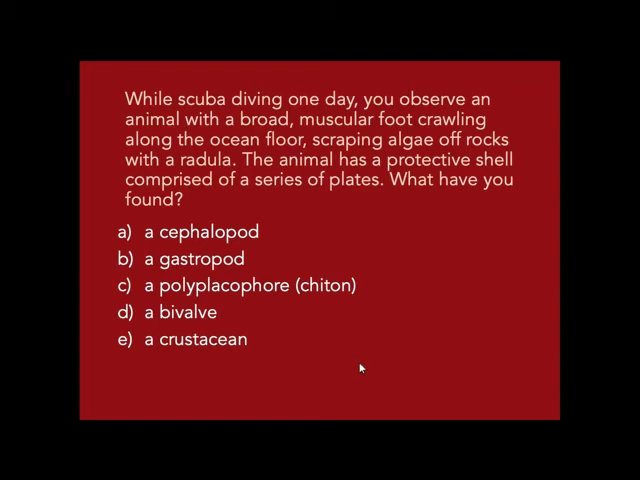 While scuba diving one day, you observe an
animal with a broad, muscular foot crawling
along the ocean floor, scraping algae off rocks
with a radula. The animal has a protective shell
comprised of a series of plates. What have you
found?
a) a cephalopod
b) a gastropod
c) a polyplacophore (chiton)
d) a bivalve
e) a crustacean